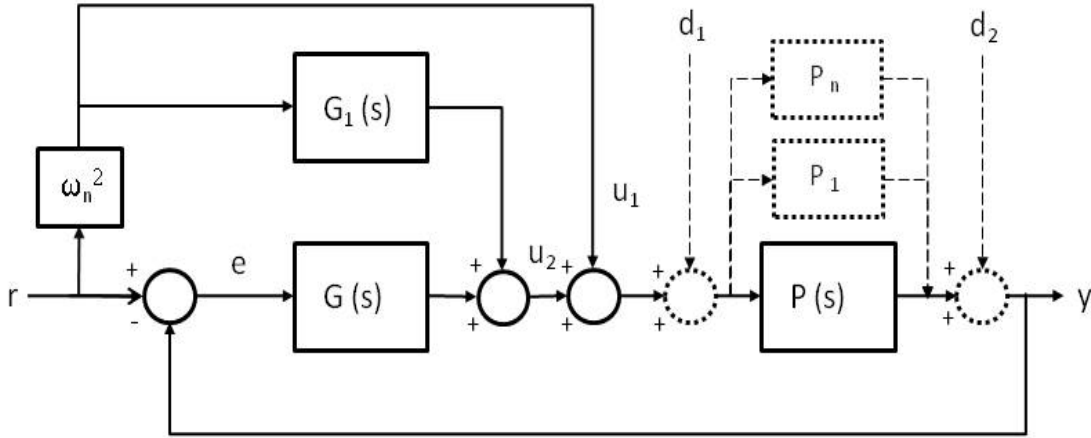 d₁
d₂
Pₙ
G₁ (s)
P₁
ωₙ²
u₁
+
e
u₂
+
+
+
+
r
G (s)
P (s)
y
-
+
+
+
+